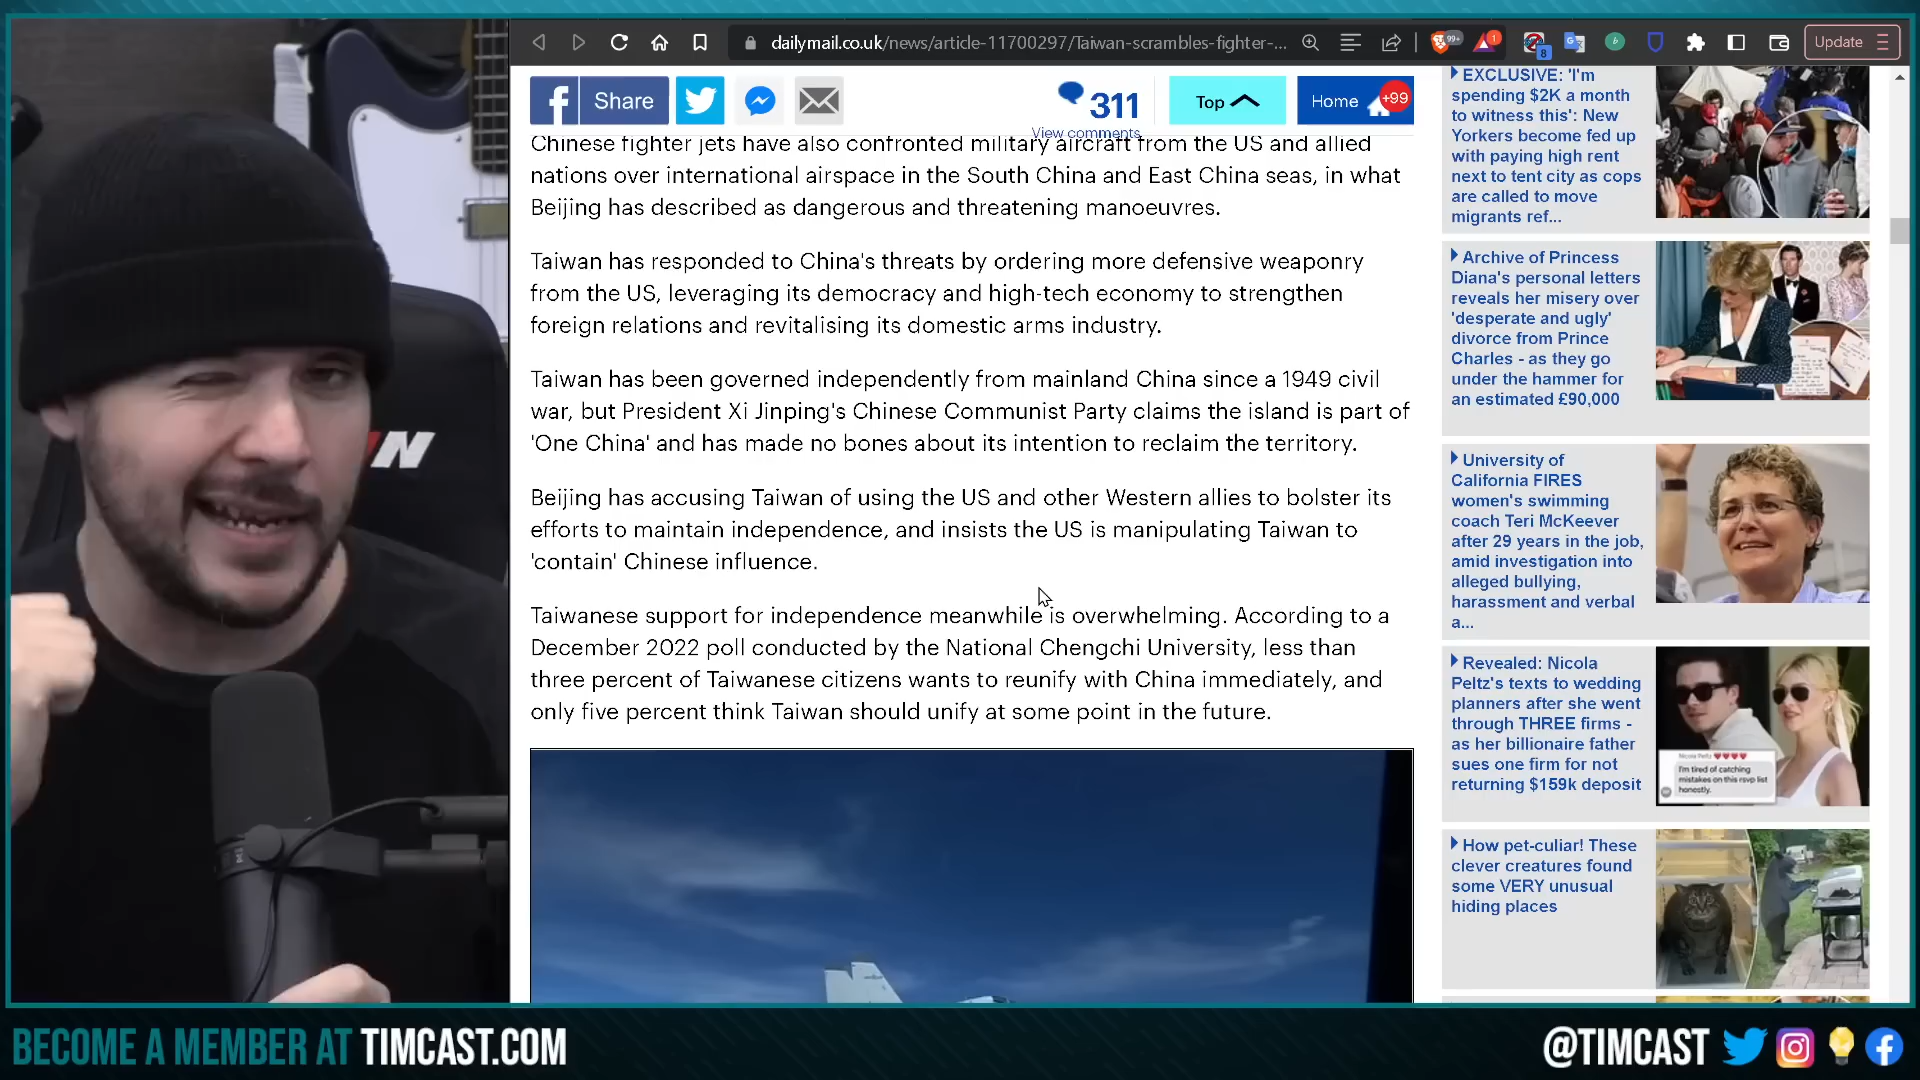 dailymail.co.uk/news/article-11700297/Taiwan-scrambles-fighter-...
99+
1
8
Update
Share
311
View comments
Top
Home
+99
Chinese fighter jets have also confronted military aircraft from the US and allied
nations over international airspace in the South China and East China seas, in what
Beijing has described as dangerous and threatening manoeuvres.
Taiwan has responded to China's threats by ordering more defensive weaponry
from the US, leveraging its democracy and high-tech economy to strengthen
foreign relations and revitalising its domestic arms industry.
Taiwan has been governed independently from mainland China since a 1949 civil
war, but President Xi Jinping's Chinese Communist Party claims the island is part of
'One China' and has made no bones about its intention to reclaim the territory.
Beijing has accusing Taiwan of using the US and other Western allies to bolster its
efforts to maintain independence, and insists the US is manipulating Taiwan to
'contain' Chinese influence.
Taiwanese support for independence meanwhile is overwhelming. According to a
December 2022 poll conducted by the National Chengchi University, less than
three percent of Taiwanese citizens wants to reunify with China immediately, and
only five percent think Taiwan should unify at some point in the future.
EXCLUSIVE: 'I'm
spending $2K a month
to witness this': New
Yorkers become fed up
with paying high rent
next to tent city as cops
are called to move
migrants ref...
Archive of Princess
Diana's personal letters
reveals her misery over
'desperate and ugly'
divorce from Prince
Charles - as they go
under the hammer for
an estimated £90,000
University of
California FIRES
women's swimming
coach Teri McKeever
after 29 years in the job,
amid investigation into
alleged bullying,
harassment and verbal
a...
Revealed: Nicola
Peltz's texts to wedding
planners after she went
through THREE firms -
as her billionaire father
sues one firm for not
returning $159k deposit
Nicola Peltz
I'm tired of catching
mistakes on this rsvp list
honestly.
How pet-culiar! These
clever creatures found
some VERY unusual
hiding places
BECOME A MEMBER AT TIMCAST.COM
@TIMCAST